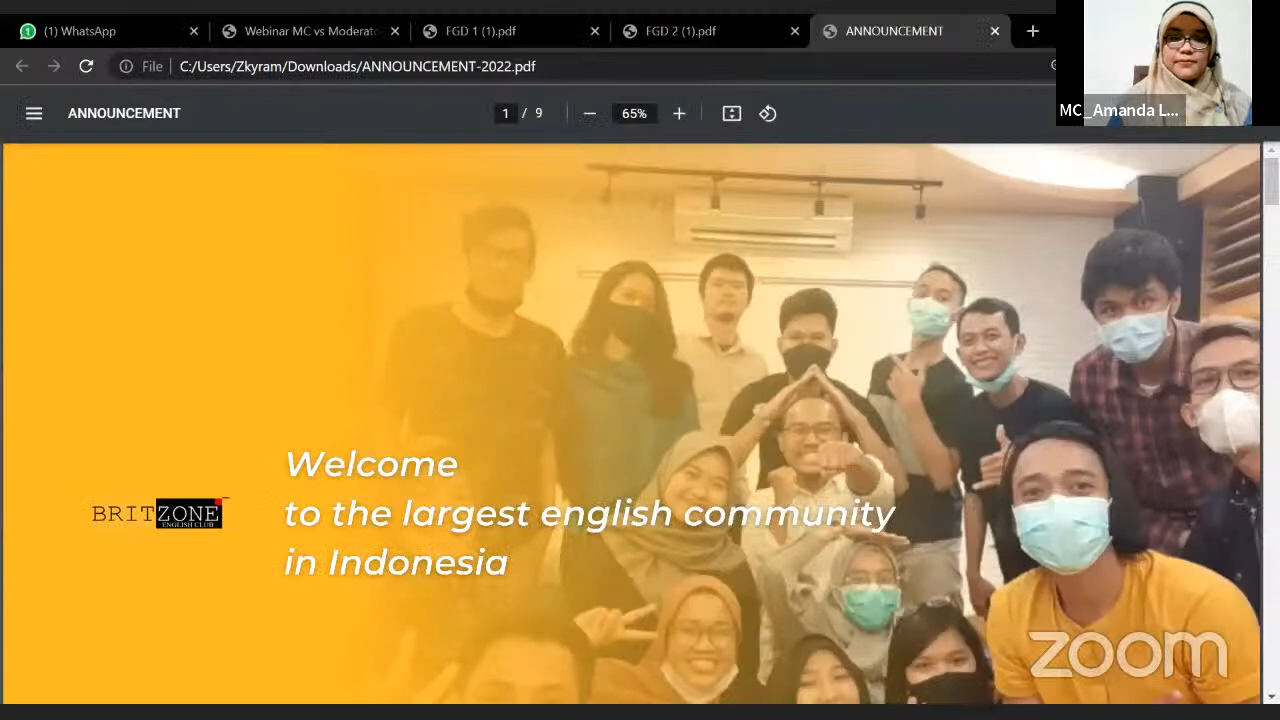 (1) WhatsApp
Webinar MC vs Moderato
FGD 1 (1).pdf
FGD 2 (1).pdf
ANNOUNCEMENT
File
C:/Users/Zkyram/Downloads/ANNOUNCEMENT-2022.pdf
MC_Amanda L...
ANNOUNCEMENT
1 / 9
65%
Welcome
to the largest english community
in Indonesia
BRITZONE
ENGLISH CLUB
zoom